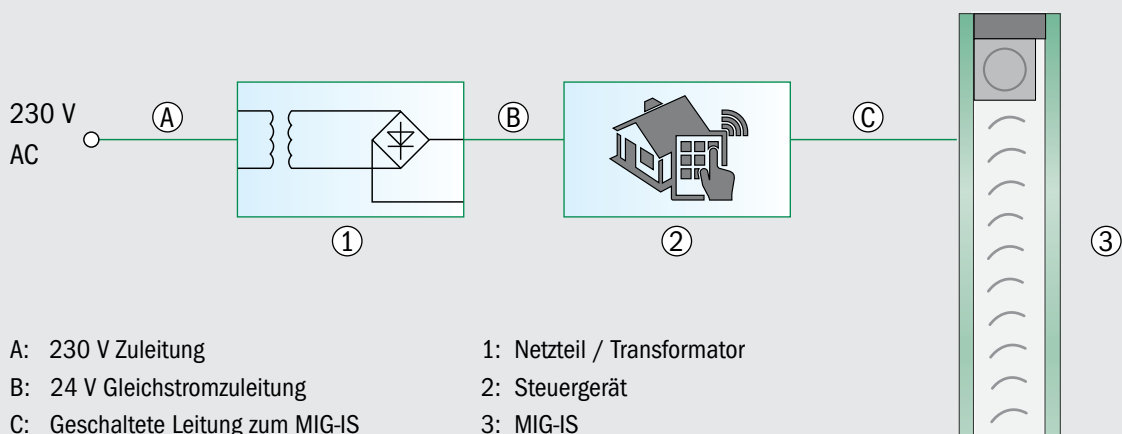 230 V
AC
A
B
C
1
2
3
A: 230 V Zuleitung
B: 24 V Gleichstromzuleitung
C: Geschaltete Leitung zum MIG-IS
1: Netzteil / Transformator
2: Steuergerät
3: MIG-IS